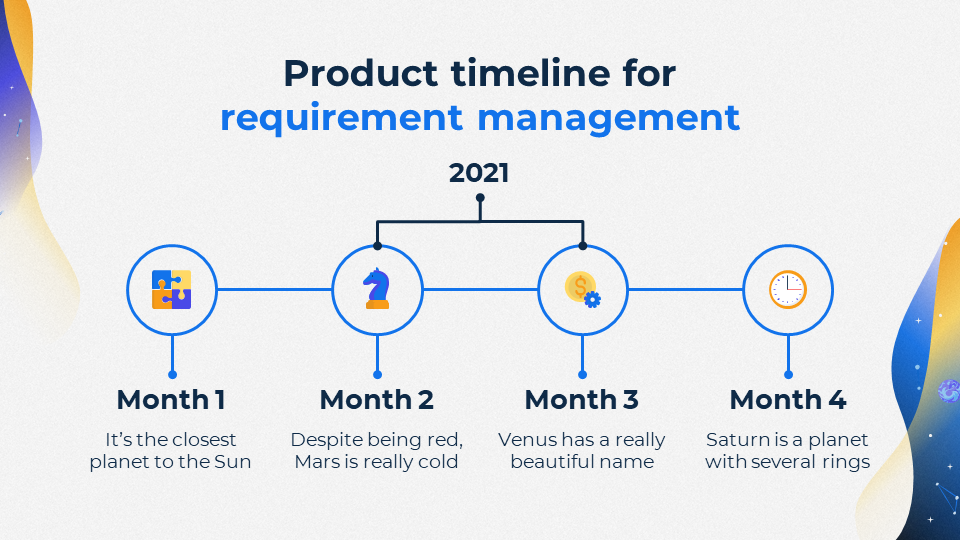 Product timeline for
requirement management
2021
Month 1
It’s the closest
planet to the Sun
Month 2
Despite being red,
Mars is really cold
Month 3
Venus has a really
beautiful name
Month 4
Saturn is a planet
with several rings